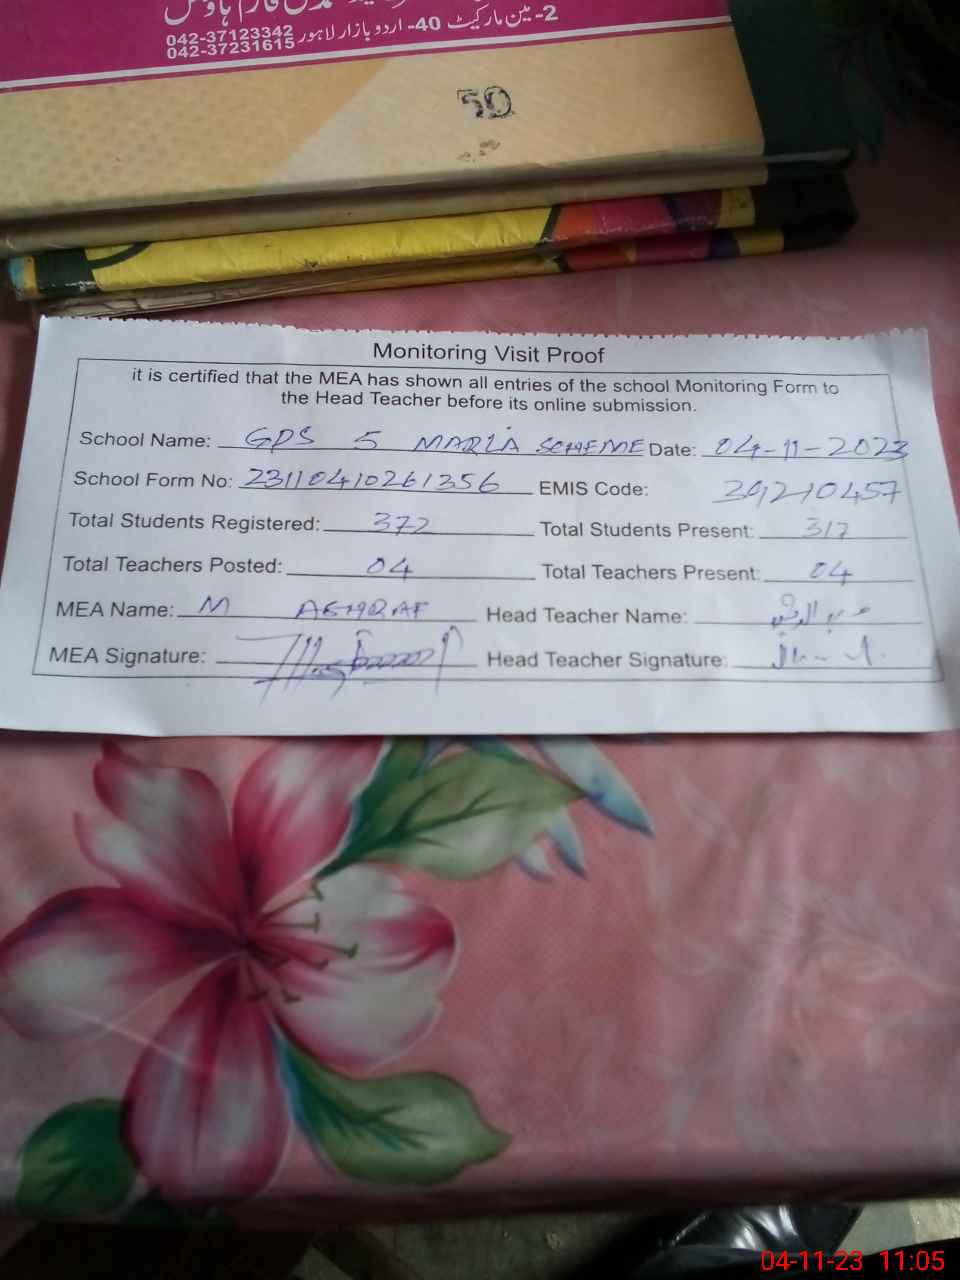 فارم ہاؤس
2- مین مارکیٹ 40- اردو بازار لاہور 042-37123342
042-37231615
50
Monitoring Visit Proof
it is certified that the MEA has shown all entries of the school Monitoring Form to
the Head Teacher before its online submission.
School Name: GPS 5 MARLA SCHEME Date: 04-11-2023
School Form No: 23110410261356 EMIS Code: 39210457
Total Students Registered: 372 Total Students Present: 317
Total Teachers Posted: 04 Total Teachers Present: 04
MEA Name: M ASHRAF Head Teacher Name:
MEA Signature: Head Teacher Signature:
04-11-23 11:05